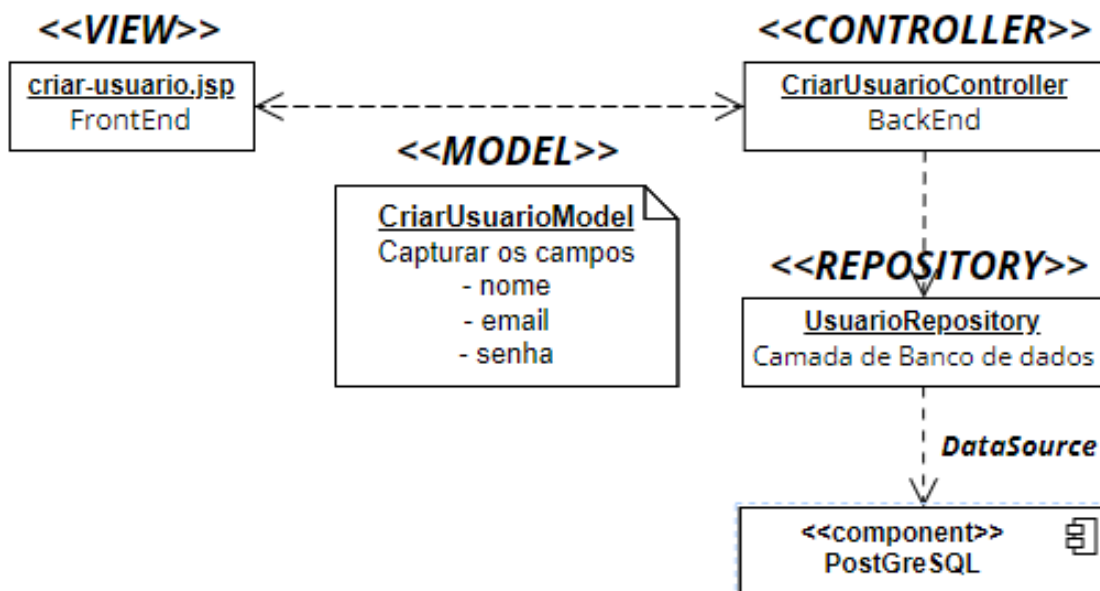 <<VIEW>>
criar-usuario.jsp
FrontEnd
<<CONTROLLER>>
CriarUsuarioController
BackEnd
<<MODEL>>
CriarUsuarioModel
Capturar os campos
- nome
- email
- senha
<<REPOSITORY>>
UsuarioRepository
Camada de Banco de dados
DataSource
<<component>>
PostGreSQL